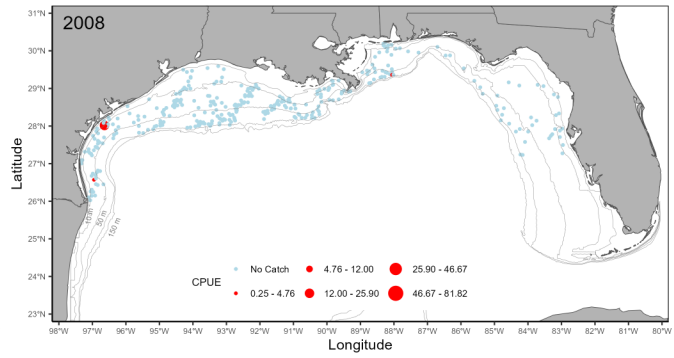 2008
31°N
30°N
29°N
28°N
27°N
26°N
25°N
24°N
23°N
Latitude
10 m
50 m
150 m
CPUE
No Catch
4.76 - 12.00
25.90 - 46.67
0.25 - 4.76
12.00 - 25.90
46.67 - 81.82
98°W 97°W 96°W 95°W 94°W 93°W 92°W 91°W 90°W 89°W 88°W 87°W 86°W 85°W 84°W 83°W 82°W 81°W 80°W
Longitude